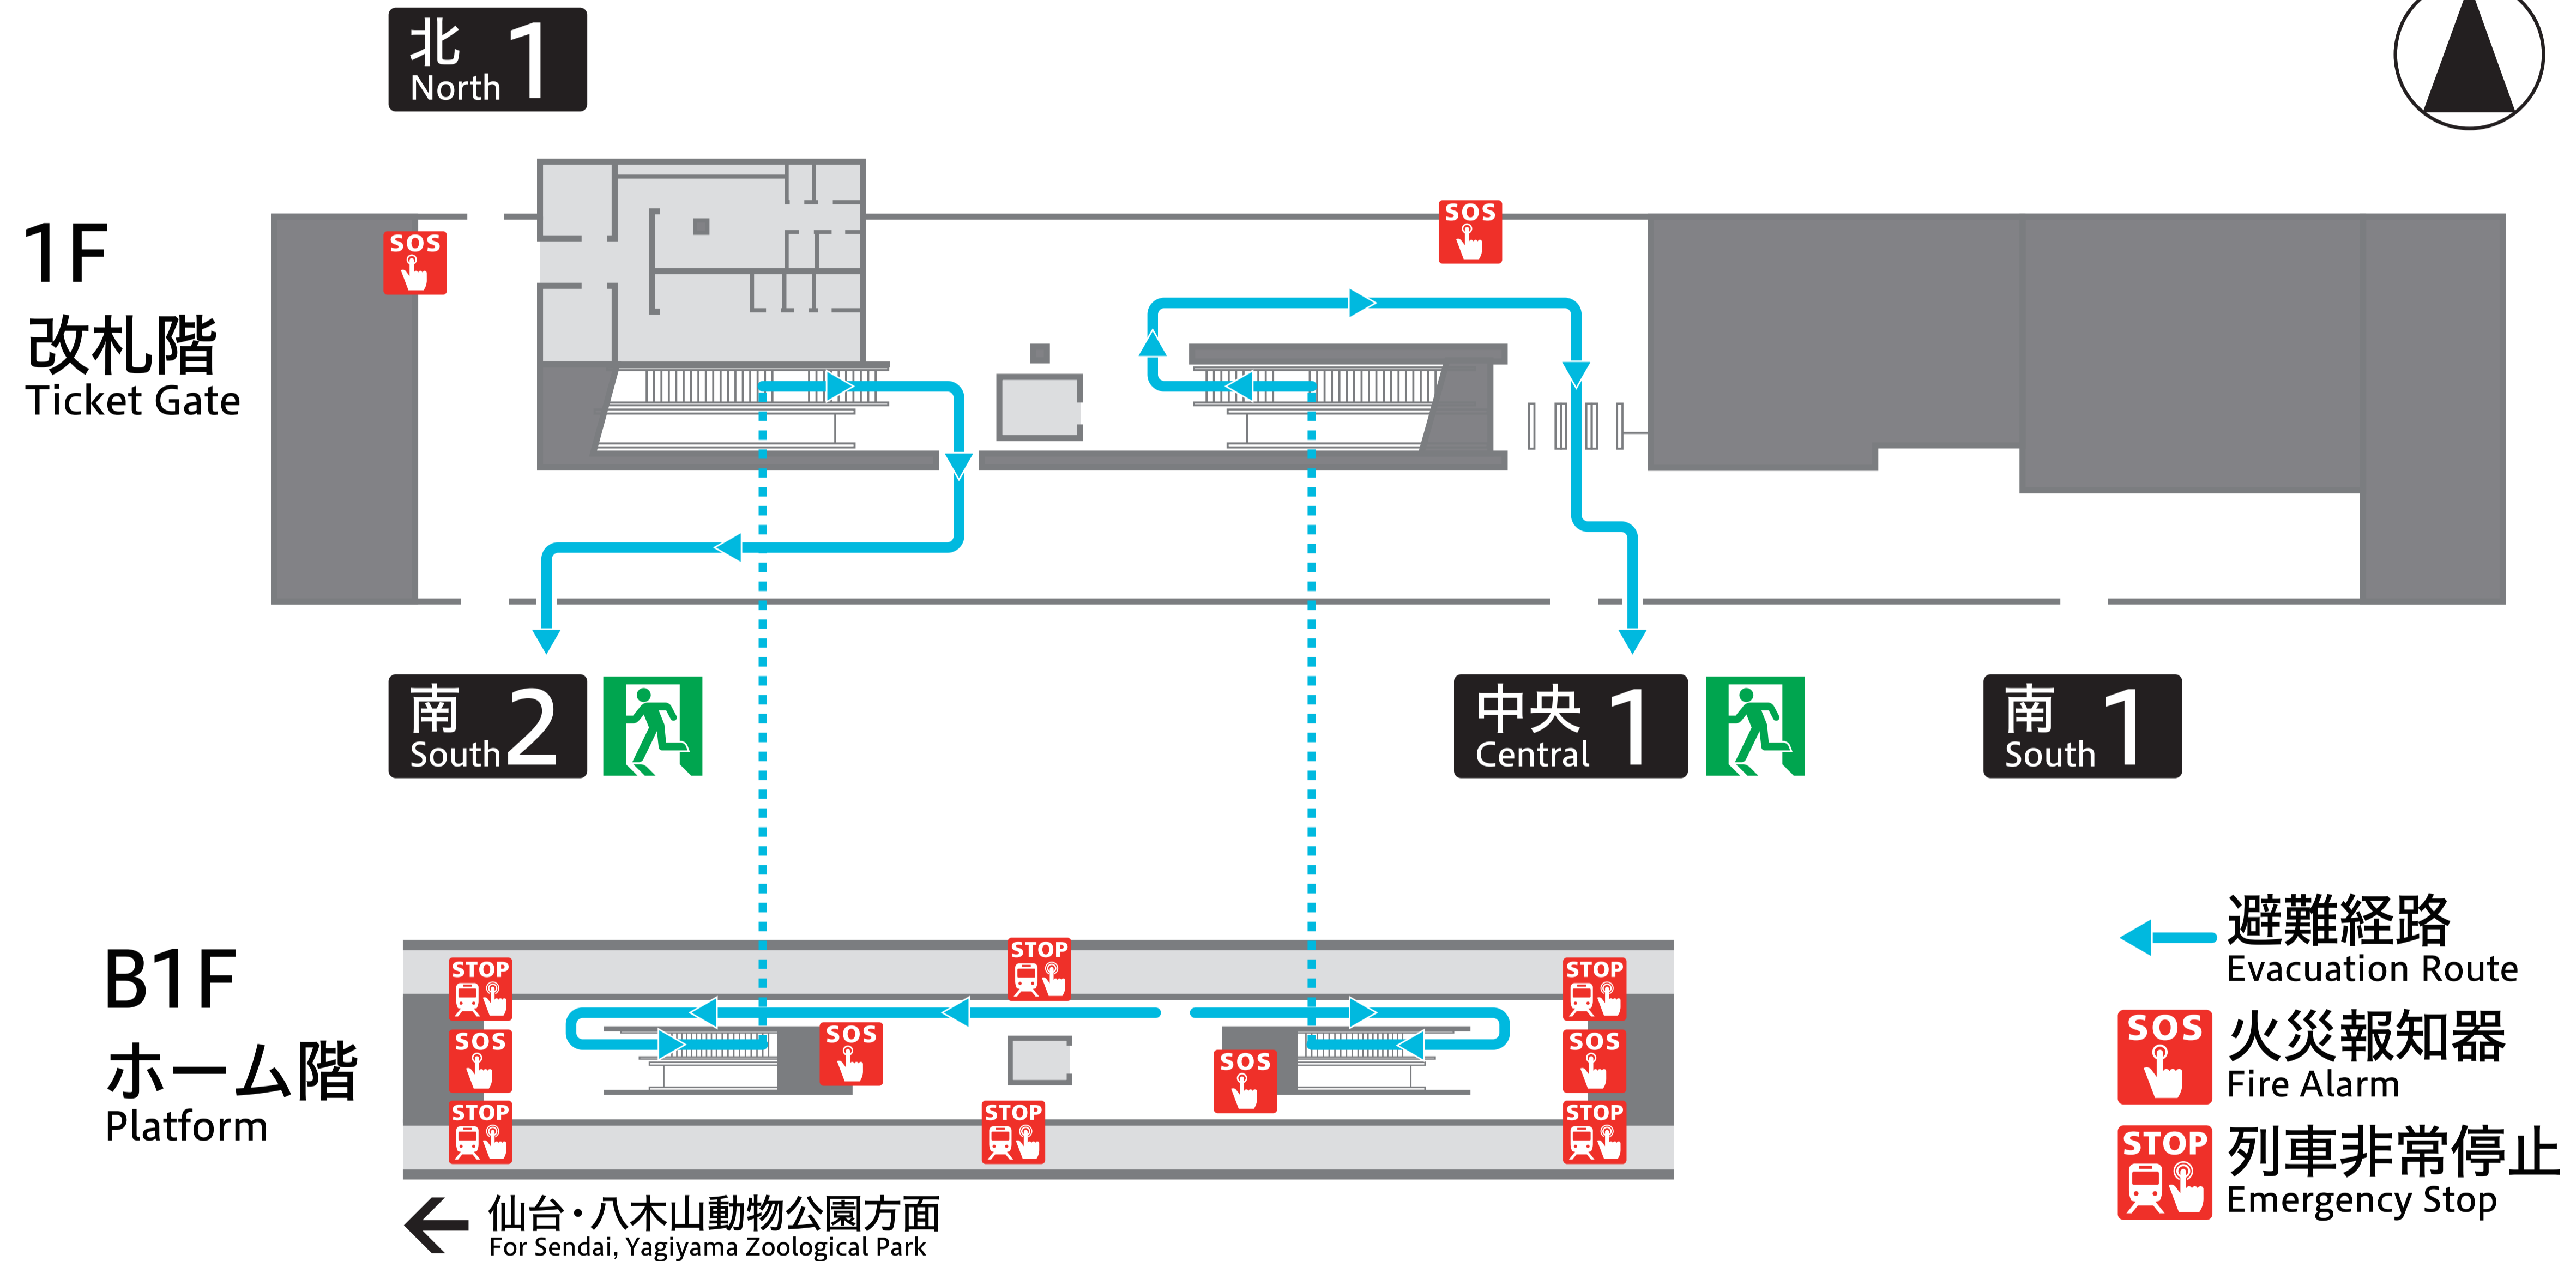 北
North 1
1F
改札階
Ticket Gate
SOS
SOS
南
South 2
中央
Central 1
南
South 1
B1F
ホーム階
Platform
STOP
STOP
STOP
SOS
SOS
SOS
SOS
STOP
STOP
STOP
仙台・八木山動物公園方面
For Sendai, Yagiyama Zoological Park
避難経路
Evacuation Route
SOS
火災報知器
Fire Alarm
STOP
列車非常停止
Emergency Stop